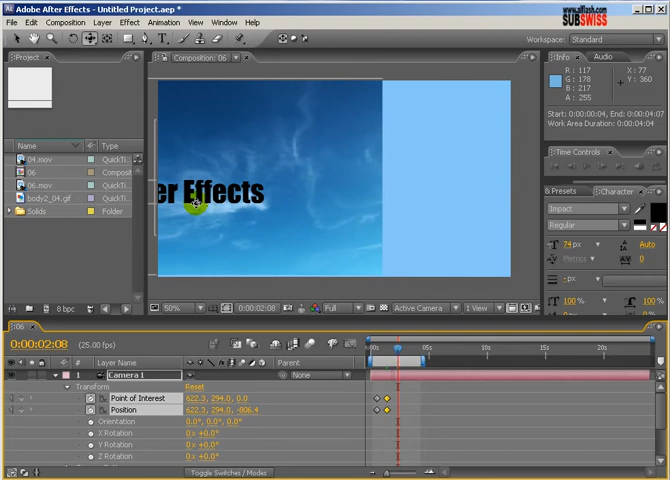 Adobe After Effects - Untitled Project.aep *
www.afflash.com
SUBSWISS
File Edit Composition Layer Effect Animation View Window Help
Workspace: Standard
Project
Composition: 06
Info
Audio
R: 117
G: 178
B: 217
A: 255
X: 77
Y: 360
Start: 0:00:00:04, End: 0:00:04:07
Work Area Duration: 0:00:04:04
Time Controls
& Presets
Character
Impact
Regular
74 px
Auto
Metrics
0
- px
100 %
100 %
Name
Type
04.mov
QuickTi
06
Composit
06.mov
QuickTi
body2_04.gif
QuickTi
Solids
Folder
er Effects
8 bpc
50%
0:00:02:08
Full
Active Camera
1 View
06
0:00:02:08
(25.00 fps)
:00s
05s
10s
15s
20s
#
Layer Name
Parent
1
Camera 1
None
Transform
Reset
Point of Interest
622.3, 294.0, 0.0
Position
622.3, 294.0, -806.4
Orientation
0.0°, 0.0°, 0.0°
X Rotation
0 x +0.0°
Y Rotation
0 x +0.0°
Z Rotation
0 x +0.0°
Toggle Switches / Modes